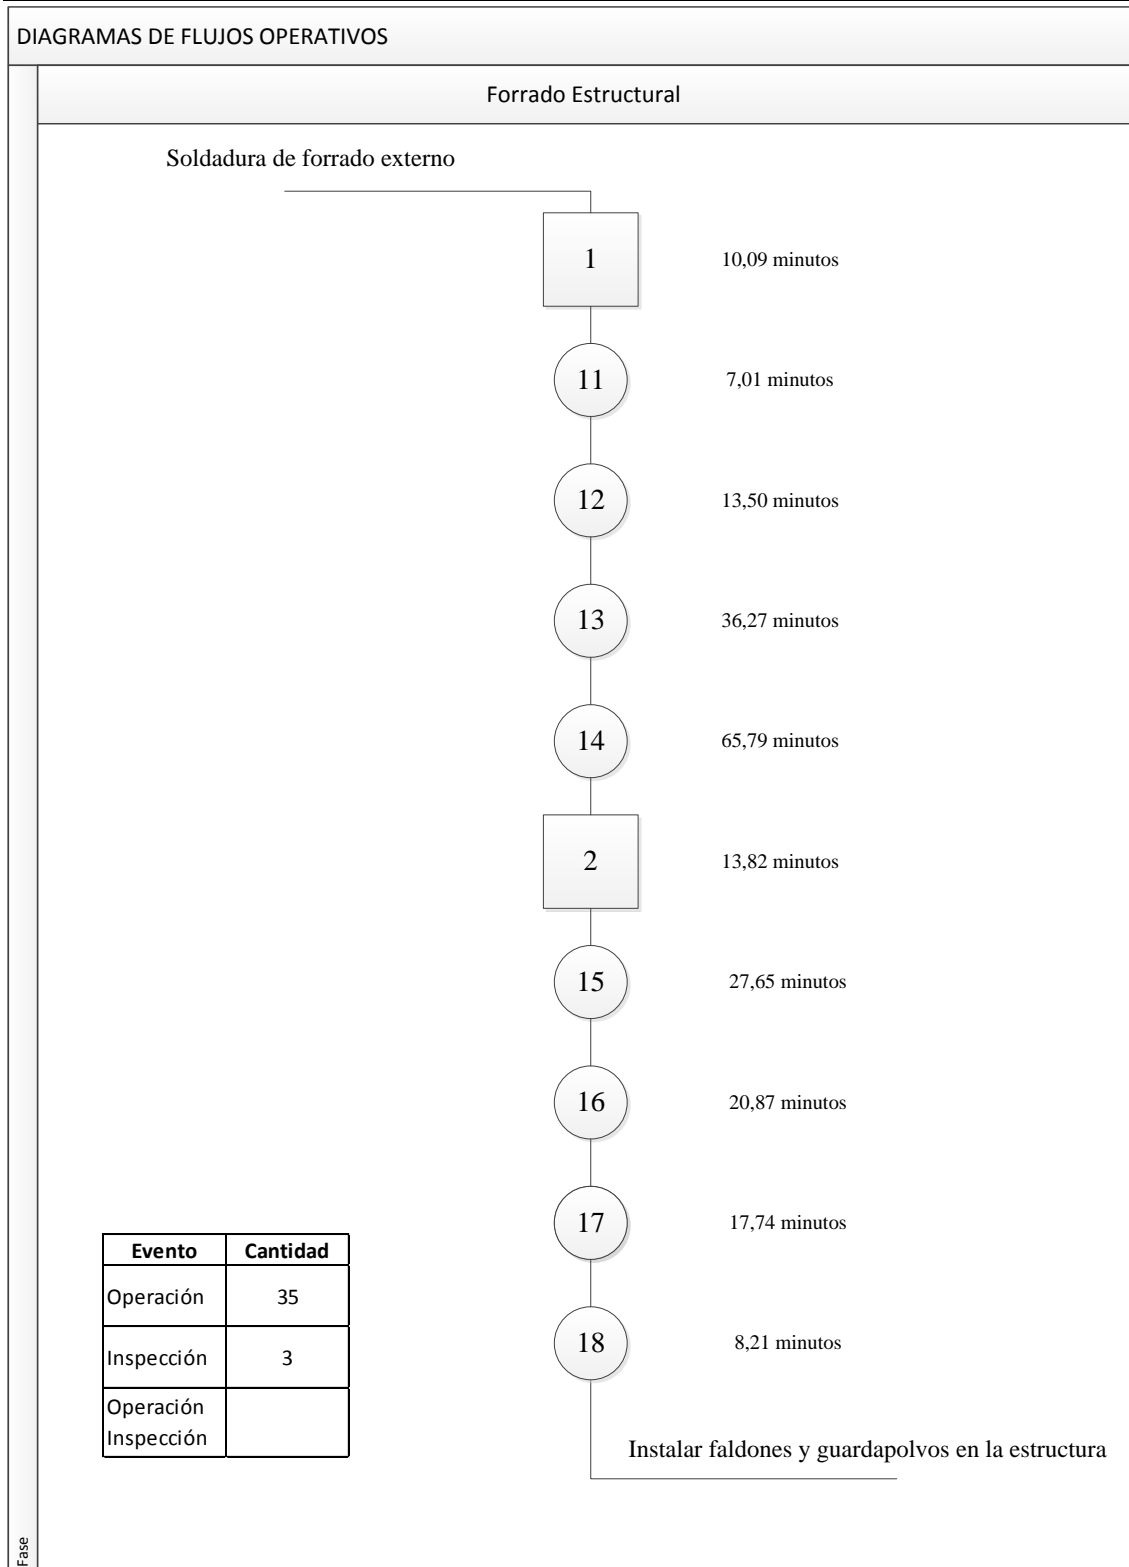 DIAGRAMAS DE FLUJOS OPERATIVOS
Forrado Estructural
Soldadura de forrado externo
1 10,09 minutos
11 7,01 minutos
12 13,50 minutos
13 36,27 minutos
14 65,79 minutos
2 13,82 minutos
15 27,65 minutos
16 20,87 minutos
17 17,74 minutos
18 8,21 minutos
Evento Cantidad
Operación 35
Inspección 3
Operación
Inspección
Instalar faldones y guardapolvos en la estructura
Fase